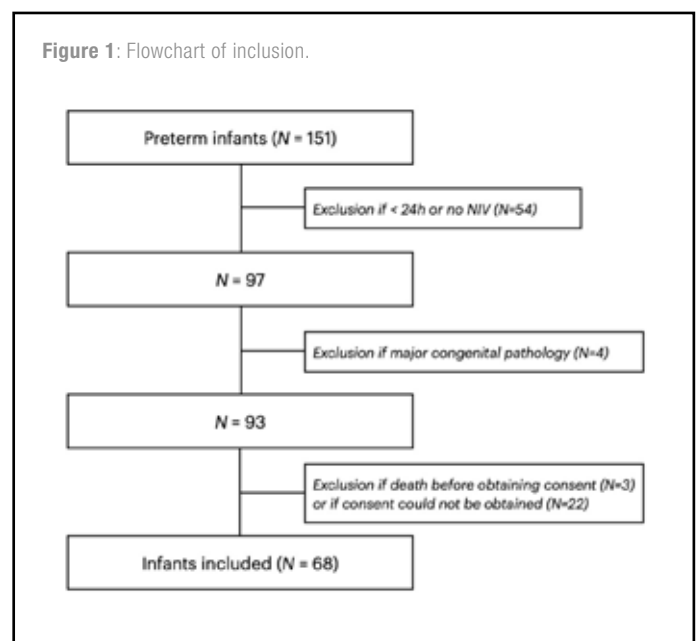 Figure 1: Flowchart of inclusion.
Preterm infants (N = 151)
Exclusion if < 24h or no NIV (N=54)
N = 97
Exclusion if major congenital pathology (N=4)
N = 93
Exclusion if death before obtaining consent (N=3)
or if consent could not be obtained (N=22)
Infants included (N = 68)